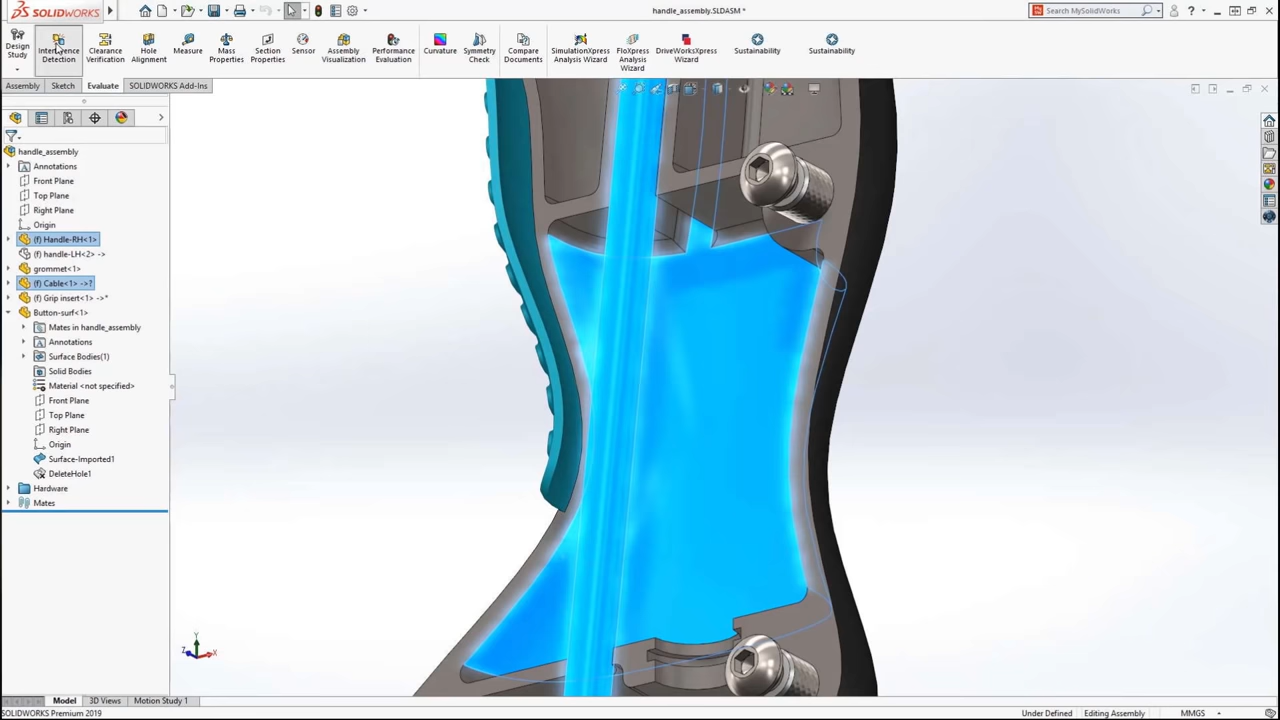 SOLIDWORKS
handle_assembly.SLDASM *
Search MySolidWorks
Design Study
Interference Detection
Clearance Verification
Hole Alignment
Measure
Mass Properties
Section Properties
Sensor
Assembly Visualization
Performance Evaluation
Curvature
Symmetry Check
Compare Documents
SimulationXpress Analysis Wizard
FloXpress Analysis Wizard
DriveWorksXpress Wizard
Sustainability
Sustainability
Assembly
Sketch
Evaluate
SOLIDWORKS Add-Ins
handle_assembly
Annotations
Front Plane
Top Plane
Right Plane
Origin
(f) Handle-RH<1>
(f) handle-LH<2> ->
grommet<1>
(f) Cable<1> ->?
(f) Grip insert<1> ->*
Button-surf<1>
Mates in handle_assembly
Annotations
Surface Bodies(1)
Solid Bodies
Material <not specified>
Front Plane
Top Plane
Right Plane
Origin
Surface-Imported1
DeleteHole1
Hardware
Mates
Y
Z
X
Model
3D Views
Motion Study 1
SOLIDWORKS Premium 2019
Under Defined
Editing Assembly
MMGS